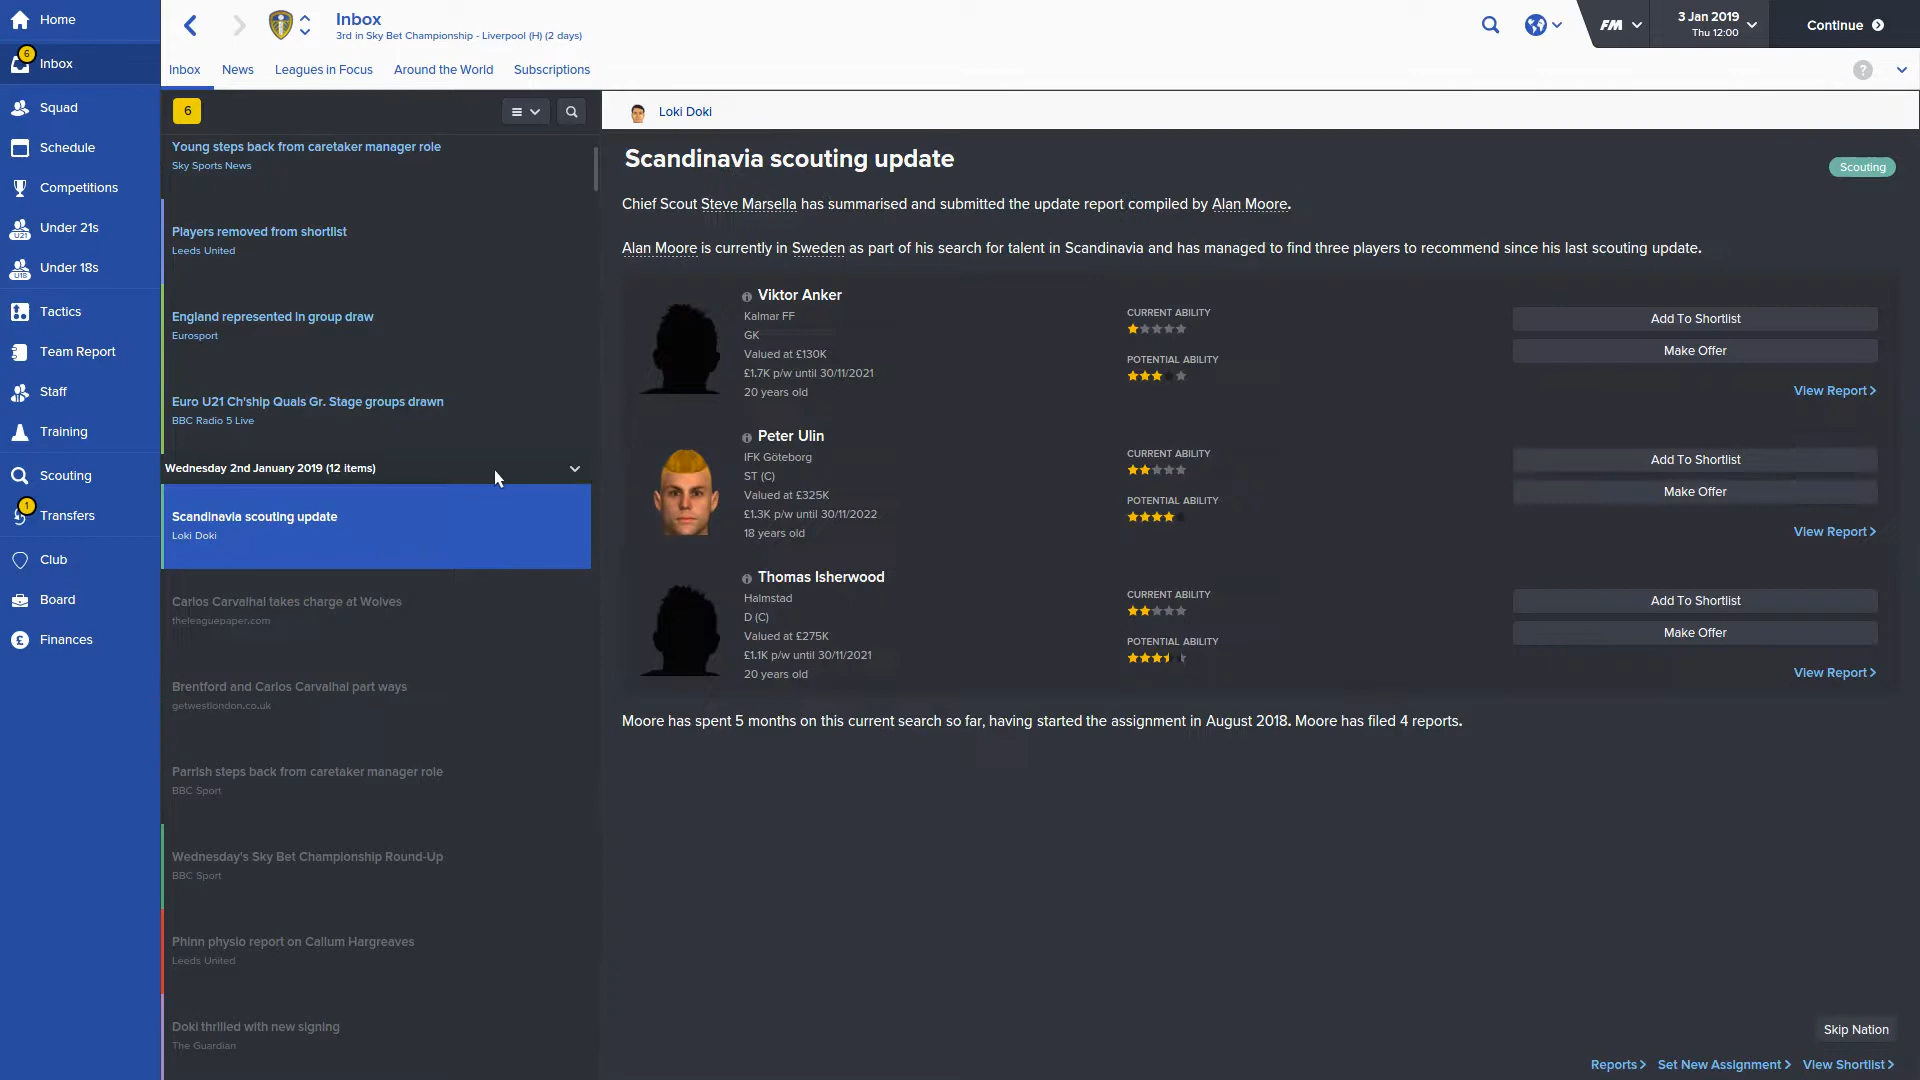 Home
6
Inbox
Squad
Schedule
Competitions
U21
Under 21s
U18
Under 18s
Tactics
Team Report
Staff
Training
Scouting
1
Transfers
Club
Board
£
Finances
Inbox
3rd in Sky Bet Championship - Liverpool (H) (2 days)
FM
3 Jan 2019
Thu 12:00
Continue
Inbox
News
Leagues in Focus
Around the World
Subscriptions
?
6
Young steps back from caretaker manager role
Sky Sports News
Players removed from shortlist
Leeds United
England represented in group draw
Eurosport
Euro U21 Ch'ship Quals Gr. Stage groups drawn
BBC Radio 5 Live
Wednesday 2nd January 2019 (12 items)
Scandinavia scouting update
Loki Doki
Carlos Carvalhal takes charge at Wolves
theleaguepaper.com
Brentford and Carlos Carvalhal part ways
getwestlondon.co.uk
Parrish steps back from caretaker manager role
BBC Sport
Wednesday's Sky Bet Championship Round-Up
BBC Sport
Phinn physio report on Callum Hargreaves
Leeds United
Doki thrilled with new signing
The Guardian
Loki Doki
Scandinavia scouting update
Scouting
Chief Scout Steve Marsella has summarised and submitted the update report compiled by Alan Moore.
Alan Moore is currently in Sweden as part of his search for talent in Scandinavia and has managed to find three players to recommend since his last scouting update.
Viktor Anker
Kalmar FF
GK
Valued at £130K
£1.7K p/w until 30/11/2021
20 years old
CURRENT ABILITY
POTENTIAL ABILITY
Add To Shortlist
Make Offer
View Report >
Peter Ulin
IFK Göteborg
ST (C)
Valued at £325K
£1.3K p/w until 30/11/2022
18 years old
CURRENT ABILITY
POTENTIAL ABILITY
Add To Shortlist
Make Offer
View Report >
Thomas Isherwood
Halmstad
D (C)
Valued at £275K
£1.1K p/w until 30/11/2021
20 years old
CURRENT ABILITY
POTENTIAL ABILITY
Add To Shortlist
Make Offer
View Report >
Moore has spent 5 months on this current search so far, having started the assignment in August 2018. Moore has filed 4 reports.
Skip Nation
Reports > Set New Assignment > View Shortlist >